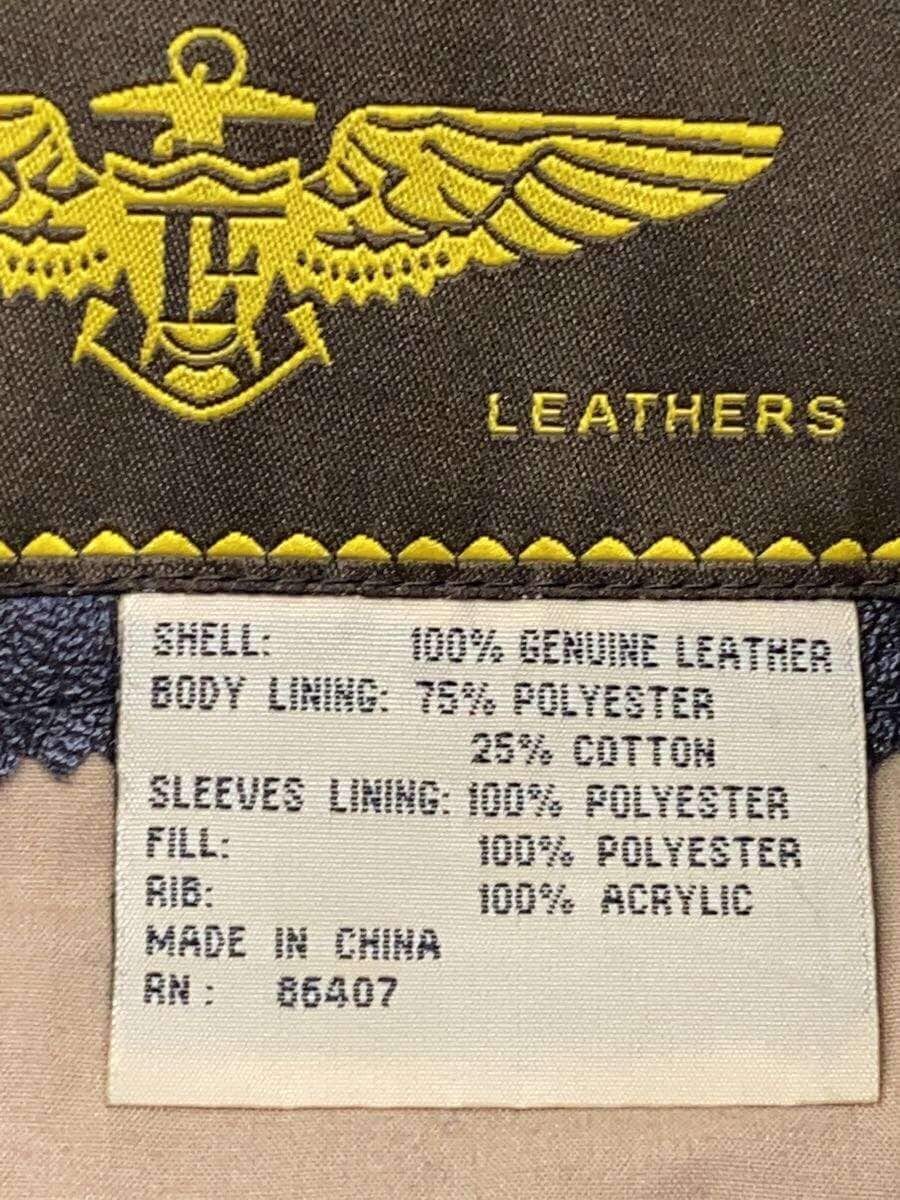 LEATHERS
SHELL: 100% GENUINE LEATHER
BODY LINING: 75% POLYESTER
25% COTTON
SLEEVES LINING: 100% POLYESTER
FILL: 100% POLYESTER
RIB: 100% ACRYLIC
MADE IN CHINA
RN: 86407